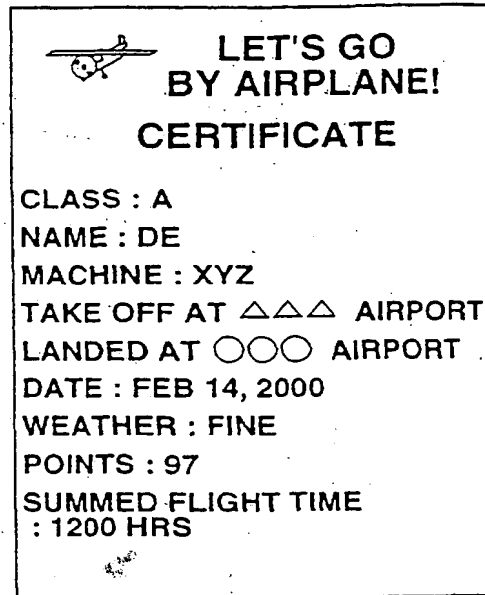 LET'S GO
BY AIRPLANE!
CERTIFICATE
CLASS : A
NAME : DE
MACHINE : XYZ
TAKE OFF AT △△△ AIRPORT
LANDED AT ○○○ AIRPORT
DATE : FEB 14, 2000
WEATHER : FINE
POINTS : 97
SUMMED FLIGHT TIME
: 1200 HRS